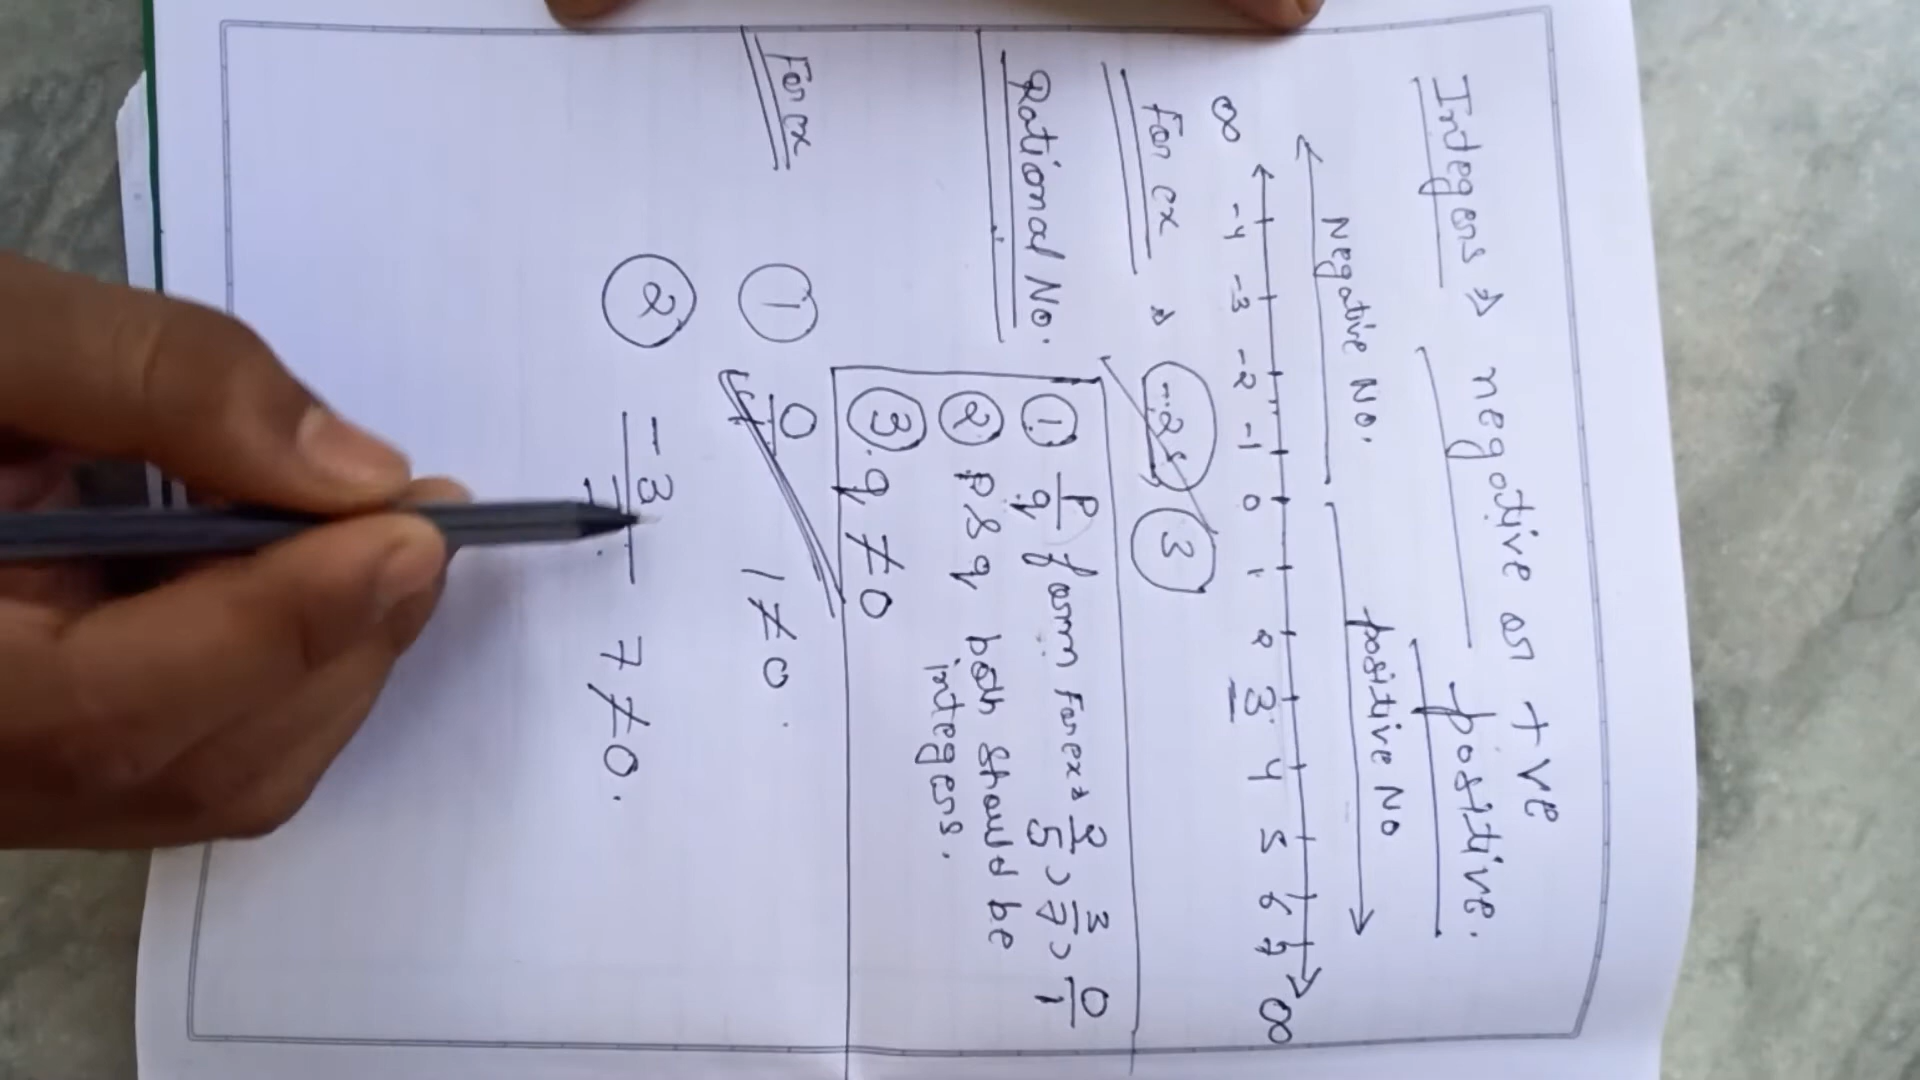 Integers → negative or +ve
positive.
Negative No. positive No
∞ -4 -3 -2 -1 0 1 2 3 4 5 6 7 ∞
For ex → -2, 3
Rational No. ① p/q form For ex→ 2/5, 3/7, 0/1
② p & q both should be
integers.
③ q ≠ 0
For ex
① 0/1 1 ≠ 0.
② -3/7 7 ≠ 0.